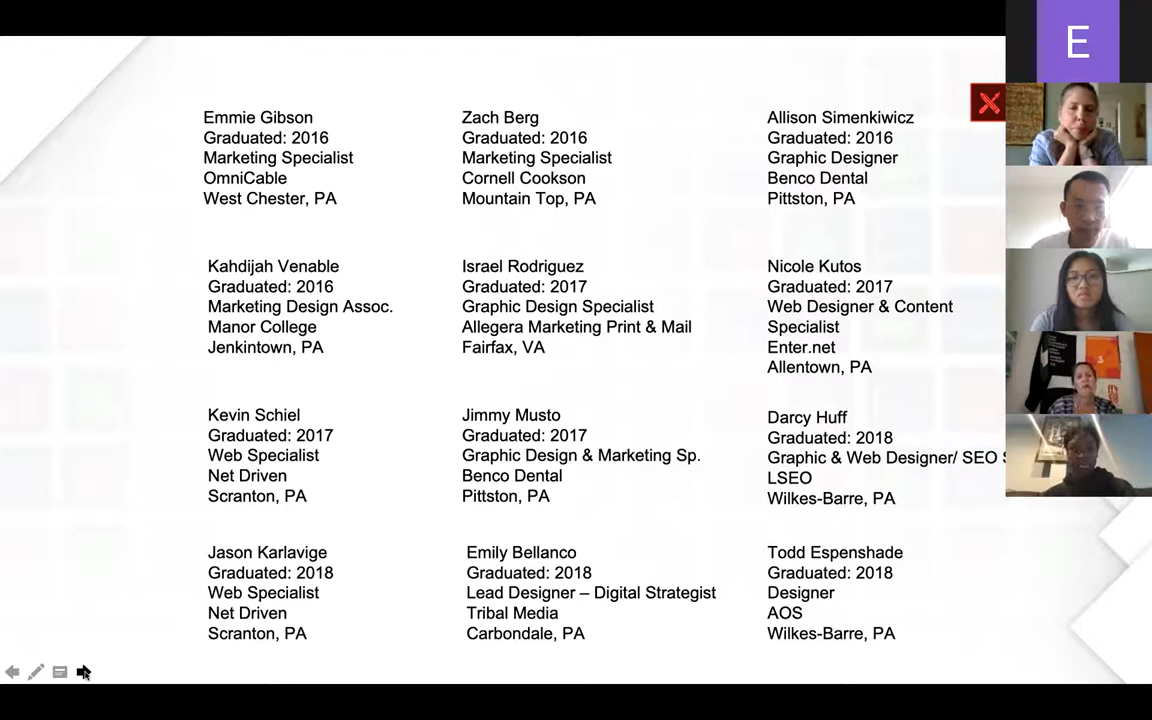 E
Emmie Gibson
Graduated: 2016
Marketing Specialist
OmniCable
West Chester, PA
Zach Berg
Graduated: 2016
Marketing Specialist
Cornell Cookson
Mountain Top, PA
Allison Simenkiwicz
Graduated: 2016
Graphic Designer
Benco Dental
Pittston, PA
Kahdijah Venable
Graduated: 2016
Marketing Design Assoc.
Manor College
Jenkintown, PA
Israel Rodriguez
Graduated: 2017
Graphic Design Specialist
Allegera Marketing Print & Mail
Fairfax, VA
Nicole Kutos
Graduated: 2017
Web Designer & Content
Specialist
Enter.net
Allentown, PA
Kevin Schiel
Graduated: 2017
Web Specialist
Net Driven
Scranton, PA
Jimmy Musto
Graduated: 2017
Graphic Design & Marketing Sp.
Benco Dental
Pittston, PA
Darcy Huff
Graduated: 2018
Graphic & Web Designer/ SEO
LSEO
Wilkes-Barre, PA
Jason Karlavige
Graduated: 2018
Web Specialist
Net Driven
Scranton, PA
Emily Bellanco
Graduated: 2018
Lead Designer – Digital Strategist
Tribal Media
Carbondale, PA
Todd Espenshade
Graduated: 2018
Designer
AOS
Wilkes-Barre, PA